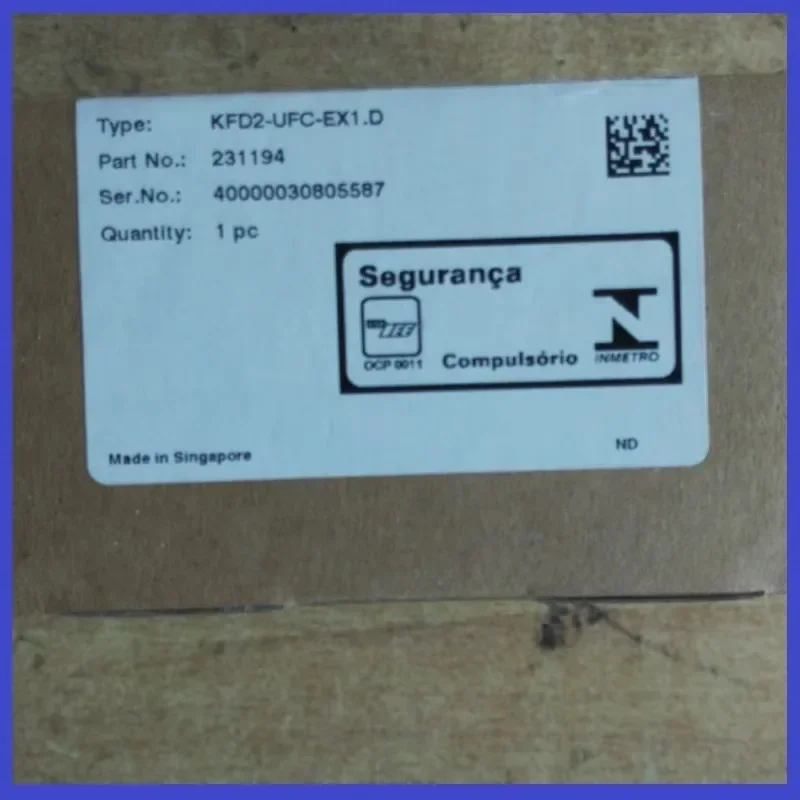 Type: KFD2-UFC-EX1.D
Part No.: 231194
Ser.No.: 40000030805587
Quantity: 1 pc
Segurança
IEE
OCP 0011
Compulsório
INMETRO
Made in Singapore
ND